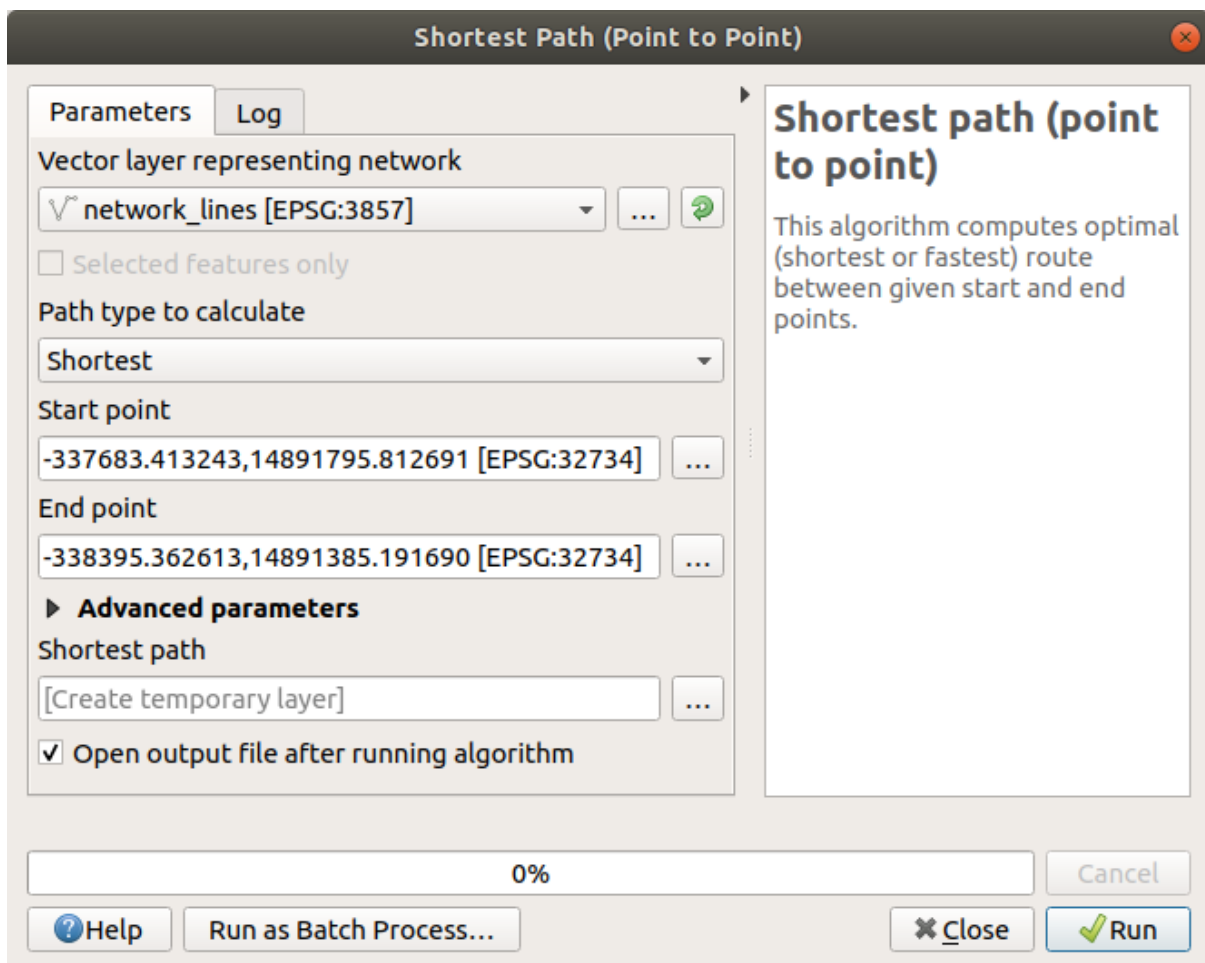 Shortest Path (Point to Point)
Parameters
Log
Vector layer representing network
network_lines [EPSG:3857]
...
Selected features only
Path type to calculate
Shortest
Start point
-337683.413243,14891795.812691 [EPSG:32734]
...
End point
-338395.362613,14891385.191690 [EPSG:32734]
...
Advanced parameters
Shortest path
[Create temporary layer]
...
Open output file after running algorithm
Shortest path (point
to point)
This algorithm computes optimal
(shortest or fastest) route
between given start and end
points.
0%
Cancel
Help
Run as Batch Process...
Close
Run